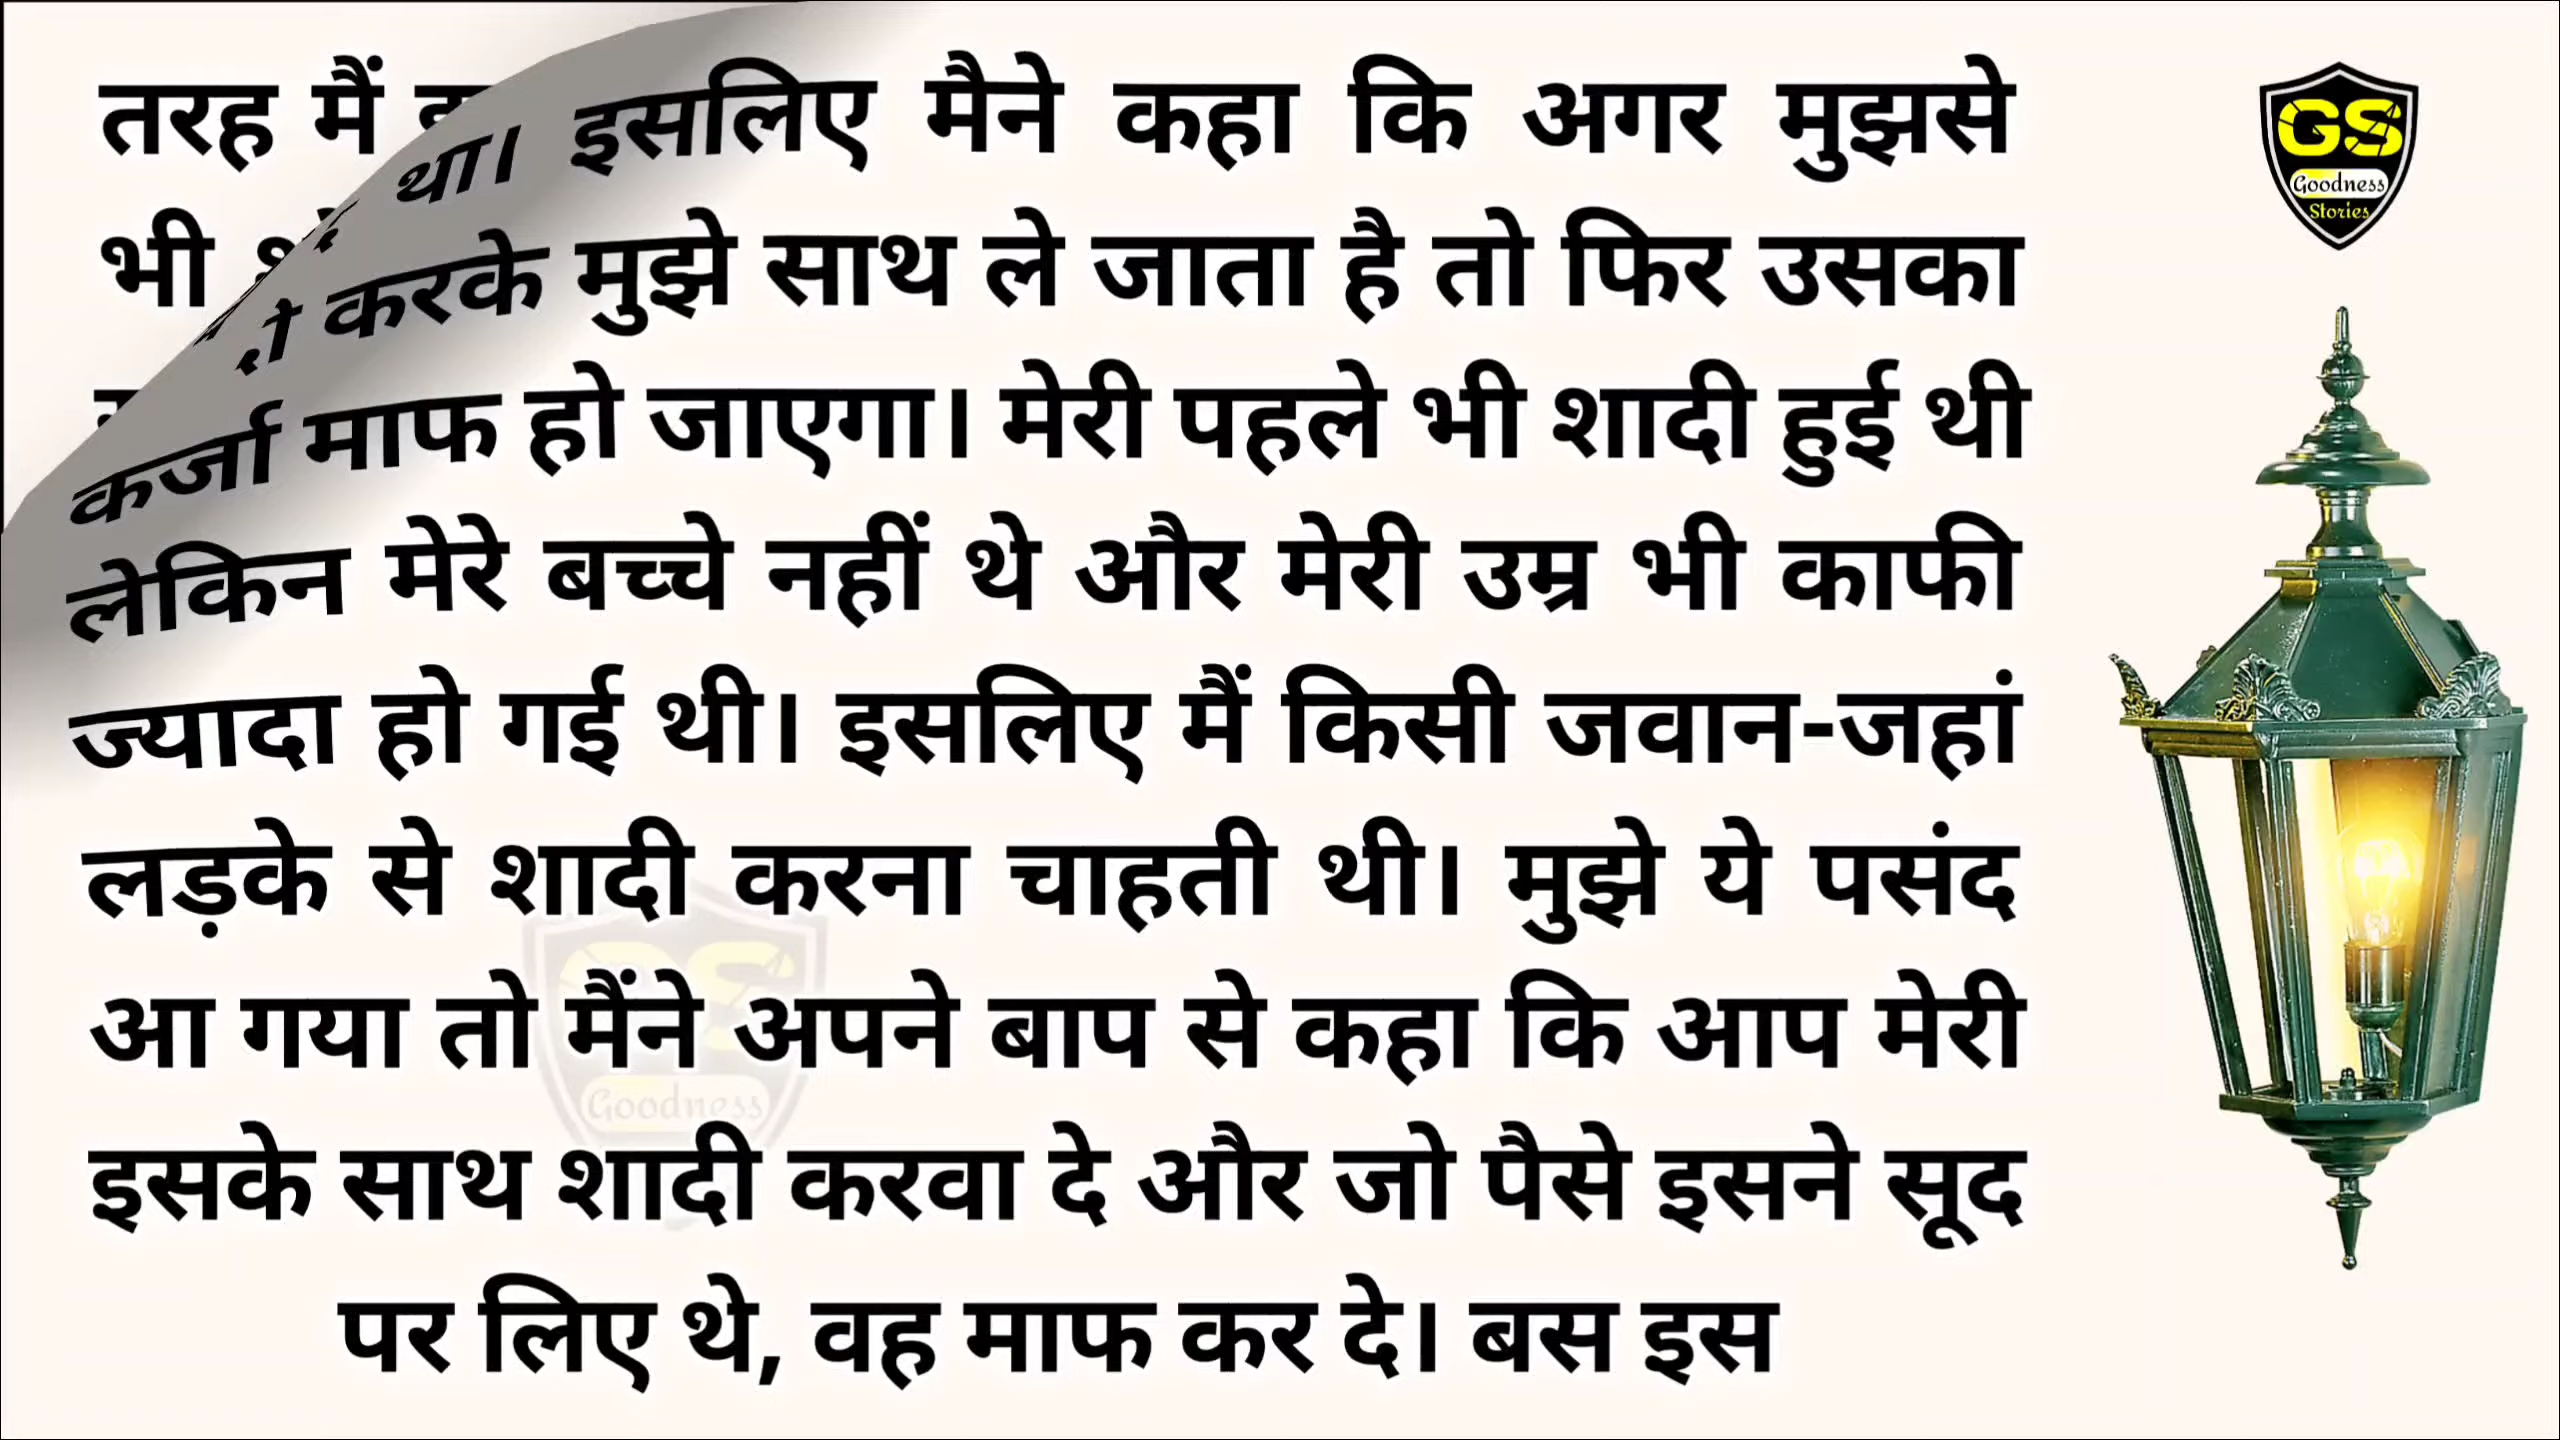 तरह मैं
था। इसलिए मैने कहा कि अगर मुझसे
भी
करके मुझे साथ ले जाता है तो फिर उसका
कर्जा माफ हो जाएगा। मेरी पहले भी शादी हुई थी
लेकिन मेरे बच्चे नहीं थे और मेरी उम्र भी काफी
ज्यादा हो गई थी। इसलिए मैं किसी जवान-जहां
लड़के से शादी करना चाहती थी। मुझे ये पसंद
आ गया तो मैंने अपने बाप से कहा कि आप मेरी
इसके साथ शादी करवा दे और जो पैसे इसने सूद
पर लिए थे, वह माफ कर दे। बस इस
GS
Goodness
Stories
GS
Goodness